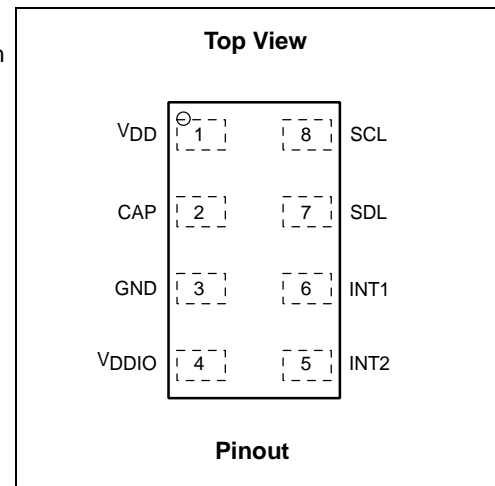 n
Top View
VDD 1 8 SCL
CAP 2 7 SDL
GND 3 6 INT1
VDDIO 4 5 INT2
Pinout